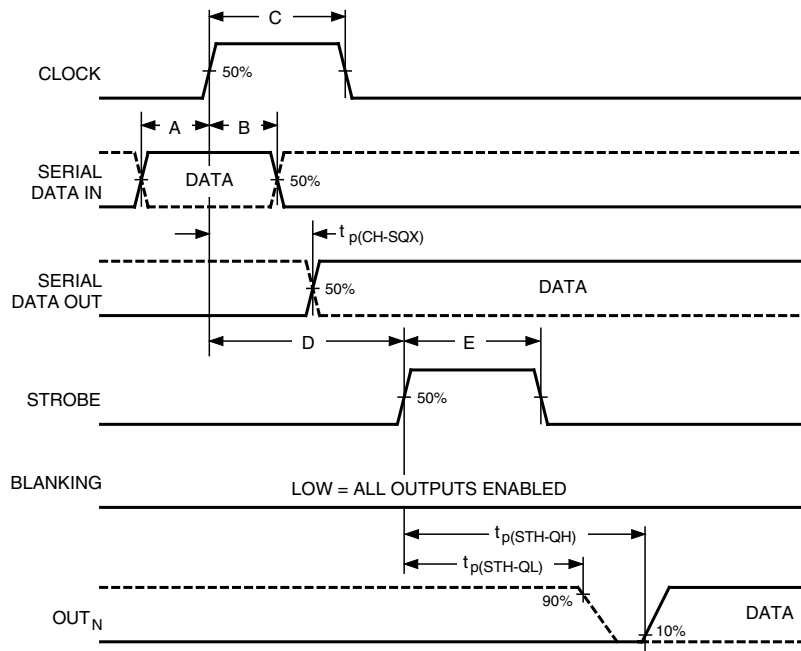 C
CLOCK
50%
A
B
SERIAL
DATA IN
DATA
50%
t p(CH-SQX)
SERIAL
DATA OUT
50%
DATA
D
E
STROBE
50%
BLANKING
LOW = ALL OUTPUTS ENABLED
t p(STH-QH)
t p(STH-QL)
90%
DATA
OUT N
10%